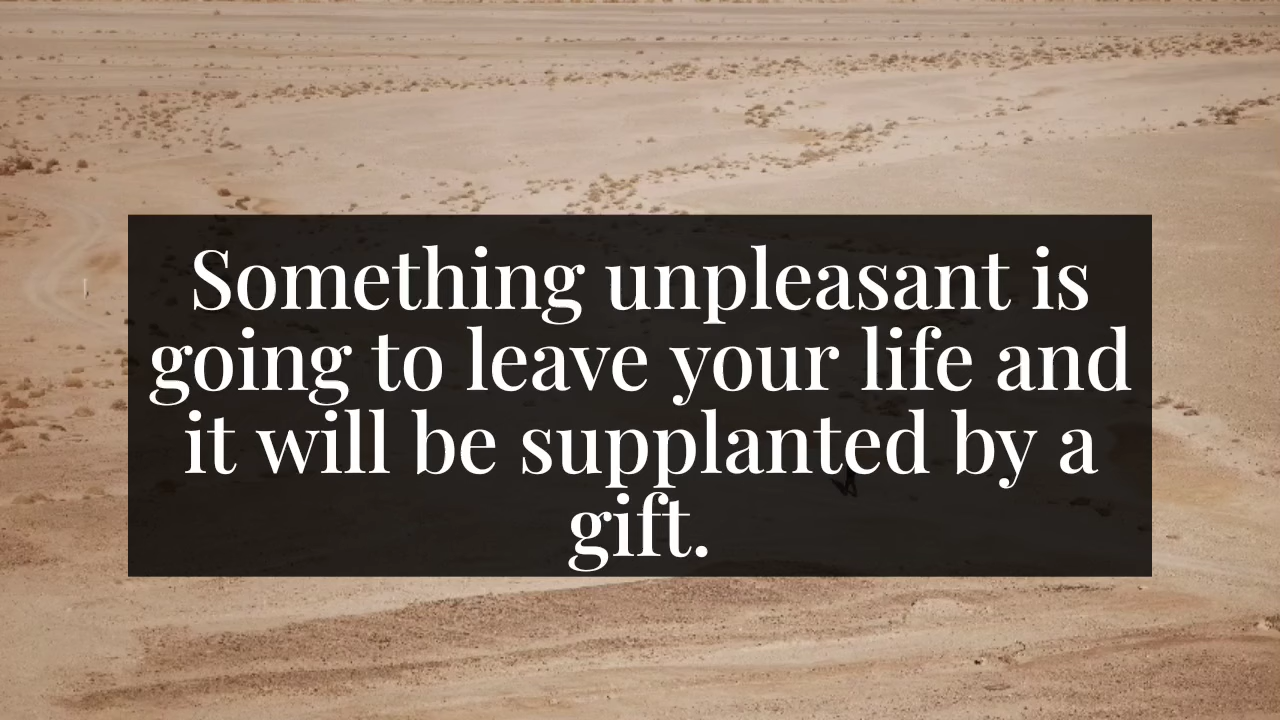 Something unpleasant is
going to leave your life and
it will be supplanted by a
gift.